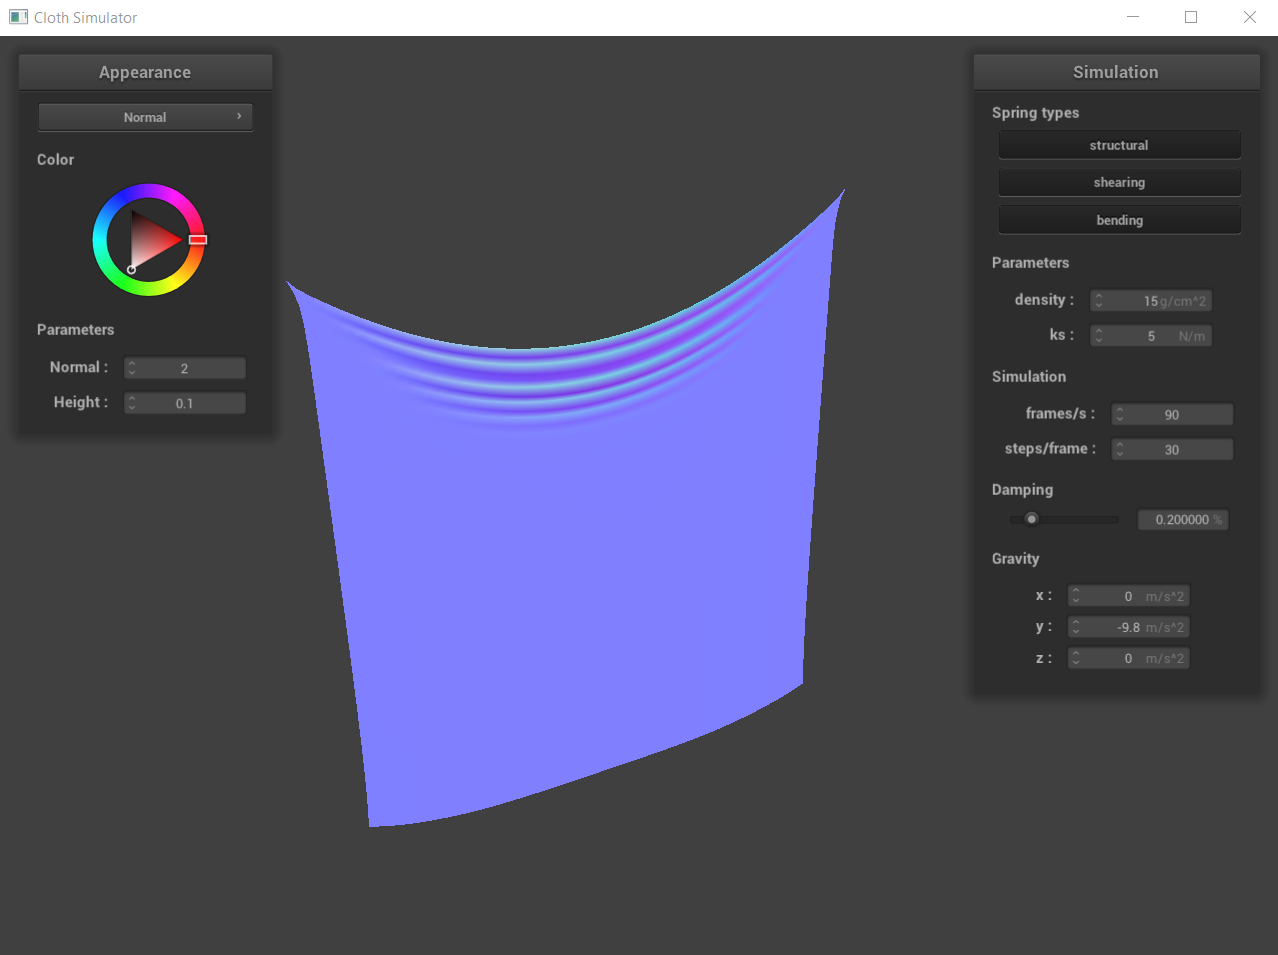 Cloth Simulator
Appearance
Normal
Color
Parameters
Normal : 2
Height : 0.1
Simulation
Spring types
structural
shearing
bending
Parameters
density : 15 g/cm^2
ks : 5 N/m
Simulation
frames/s : 90
steps/frame : 30
Damping
0.200000 %
Gravity
x : 0 m/s^2
y : -9.8 m/s^2
z : 0 m/s^2